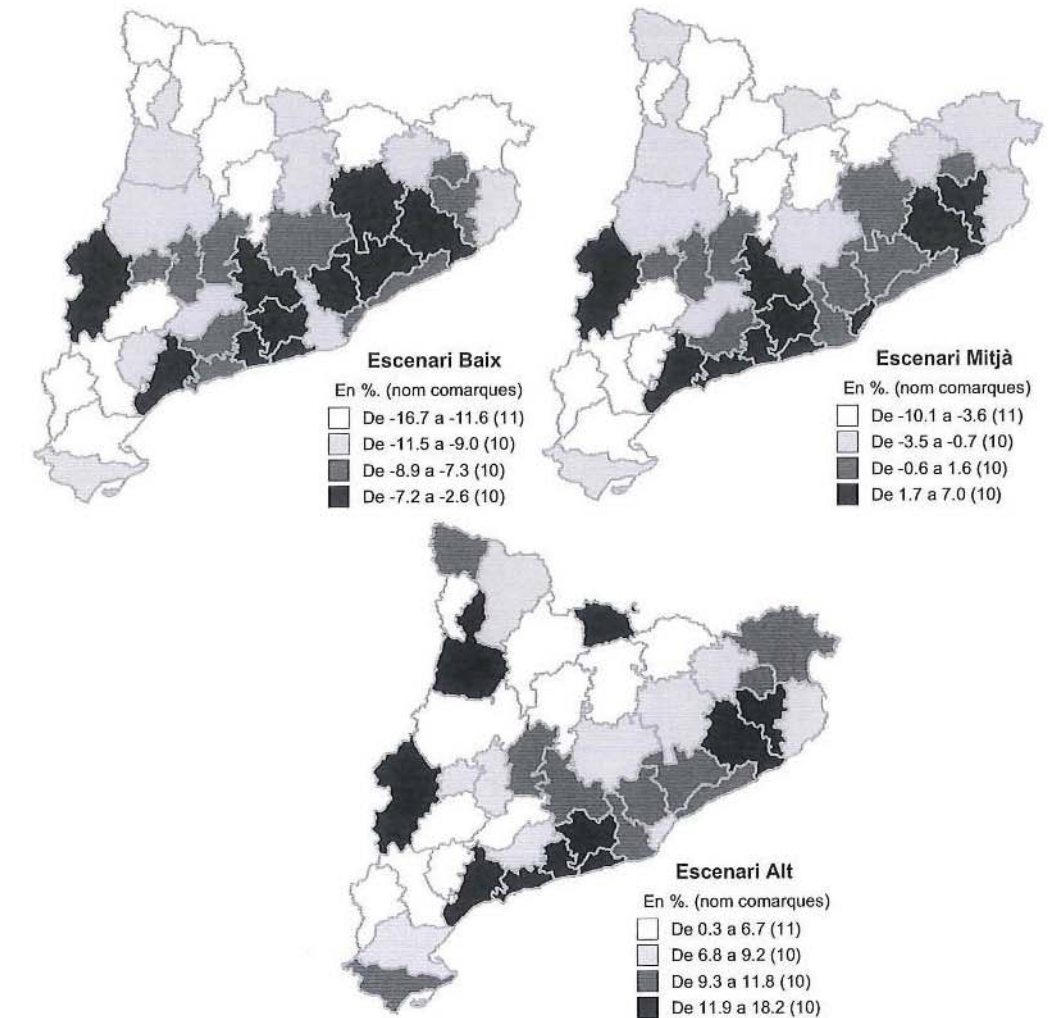 Escenari Baix
En %. (nom comarques)
De -16.7 a -11.6 (11)
De -11.5 a -9.0 (10)
De -8.9 a -7.3 (10)
De -7.2 a -2.6 (10)
Escenari Mitjà
En %. (nom comarques)
De -10.1 a -3.6 (11)
De -3.5 a -0.7 (10)
De -0.6 a 1.6 (10)
De 1.7 a 7.0 (10)
Escenari Alt
En %. (nom comarques)
De 0.3 a 6.7 (11)
De 6.8 a 9.2 (10)
De 9.3 a 11.8 (10)
De 11.9 a 18.2 (10)